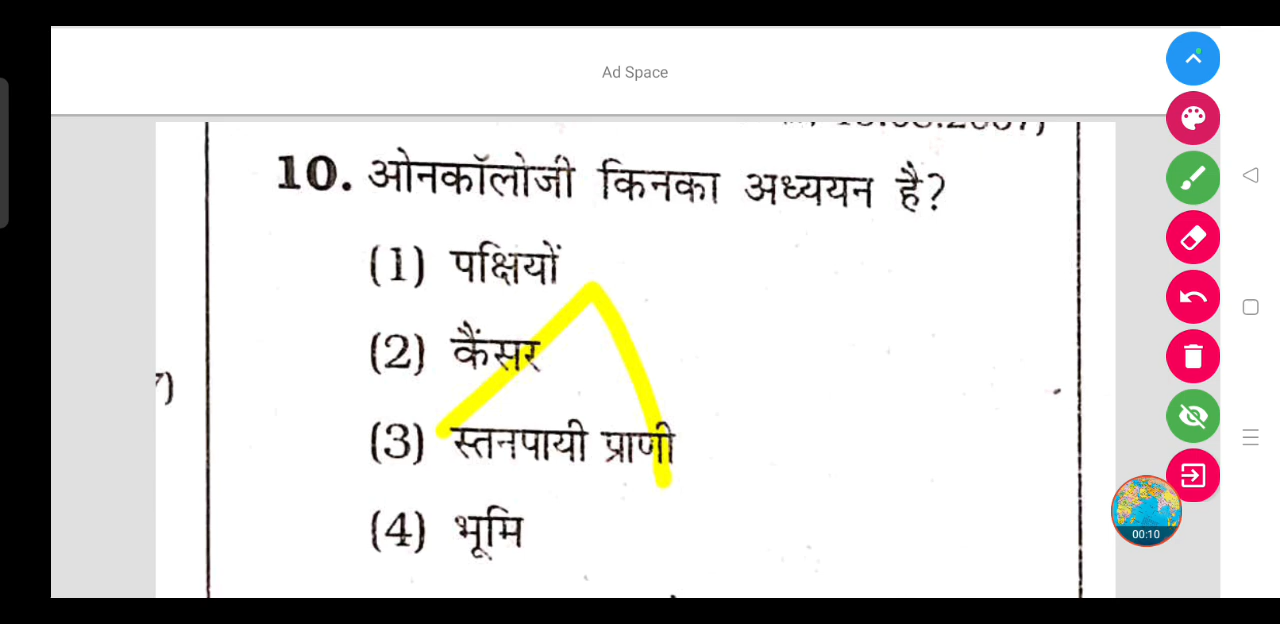 Ad Space
10. ओनकॉलोजी किनका अध्ययन है?
(1) पक्षियों
(2) कैंसर
(3) स्तनपायी प्राणी
(4) भूमि
00:10